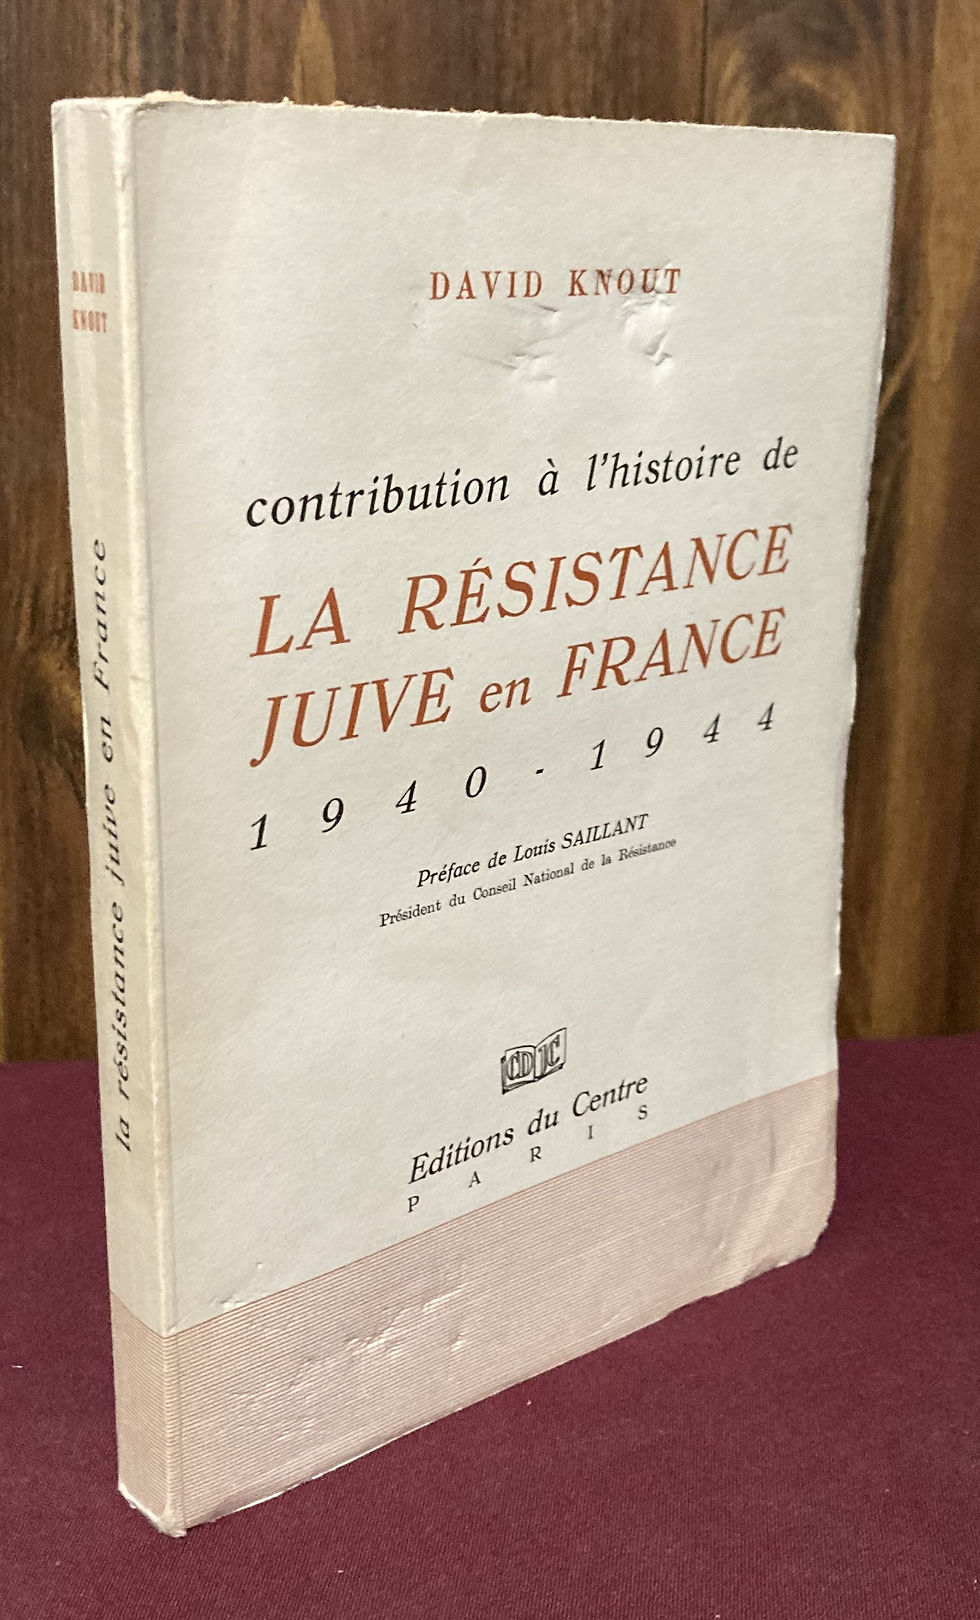 DAVID
KNOUT
la résistance juive en France
DAVID KNOUT
contribution à l'histoire de
LA RÉSISTANCE
JUIVE en FRANCE
1940-1944
Préface de Louis SAILLANT
Président du Conseil National de la Résistance
CDJC
Editions du Centre
PARIS